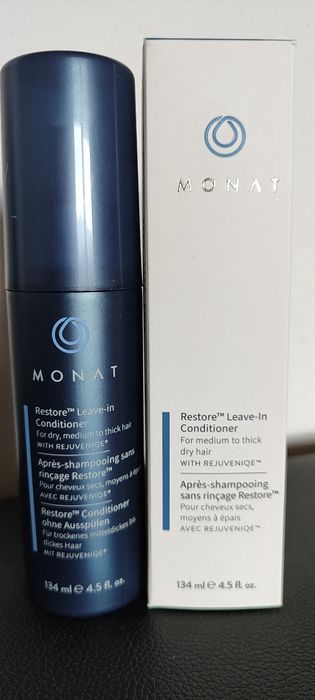 MONAT
Restore™ Leave-in
Conditioner
For dry, medium to thick hair
WITH REJUVENIQE®
Après-shampooing sans
rinçage Restore™
Pour cheveux secs, moyens à épais
AVEC REJUVENIQE®
Restore™ Conditioner
ohne Ausspülen
Für trockenes mitteldickes bis
dickes Haar
MIT REJUVENIQE®
134 ml ℮ 4.5 fl. oz.
MONAT
Restore™ Leave-In
Conditioner
For medium to thick
dry hair
WITH REJUVENIQE™
Après-shampooing
sans rinçage Restore™
Pour cheveux secs,
moyens à épais
AVEC REJUVENIQE™
134 ml ℮ 4.5 fl. oz.